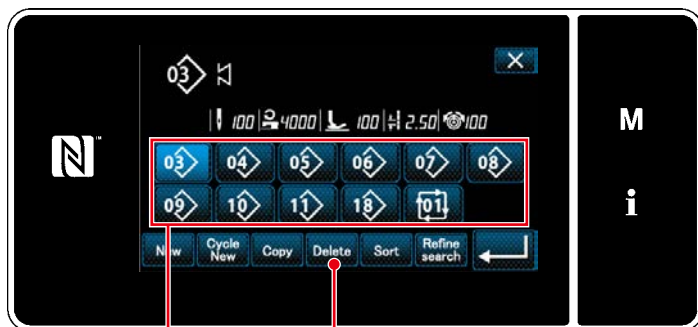 03
100 4000 100 2.50 100
M
03 04 05 06 07 08
N
i
09 10 11 18 01
New Cycle New Copy Delete Sort Refine search